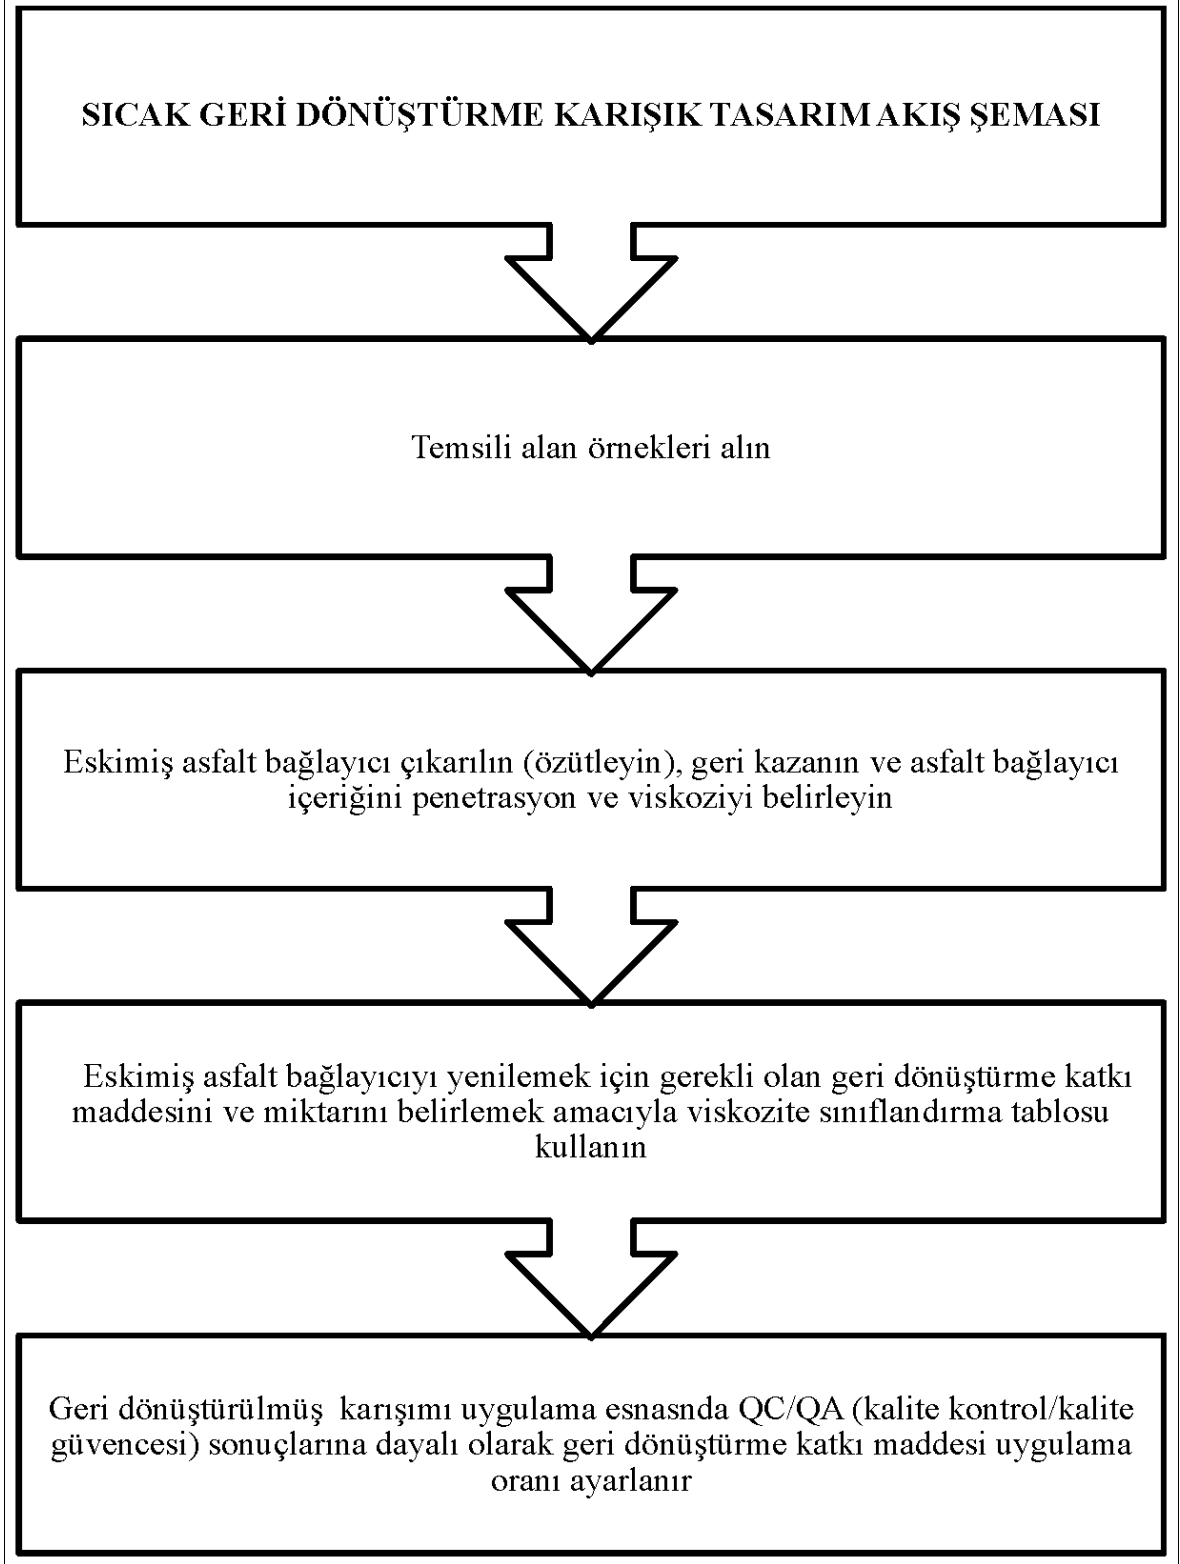 SICAK GERİ DÖNÜŞTÜRME KARIŞIK TASARIM AKIŞ ŞEMASI
Temsili alan örnekleri alın
Eskimiş asfalt bağlayıcı çıkarılın (özütleyin), geri kazanın ve asfalt bağlayıcı
içeriğini penetrasyon ve viskoziyi belirleyin
Eskimiş asfalt bağlayıcıyı yenilemek için gerekli olan geri dönüştürme katkı
maddesini ve miktarını belirlemek amacıyla viskozite sınıflandırma tablosu
kullanın
Geri dönüştürülmüş karışımı uygulama esnasnda QC/QA (kalite kontrol/kalite
güvencesi) sonuçlarına dayalı olarak geri dönüştürme katkı maddesi uygulama
oranı ayarlanır